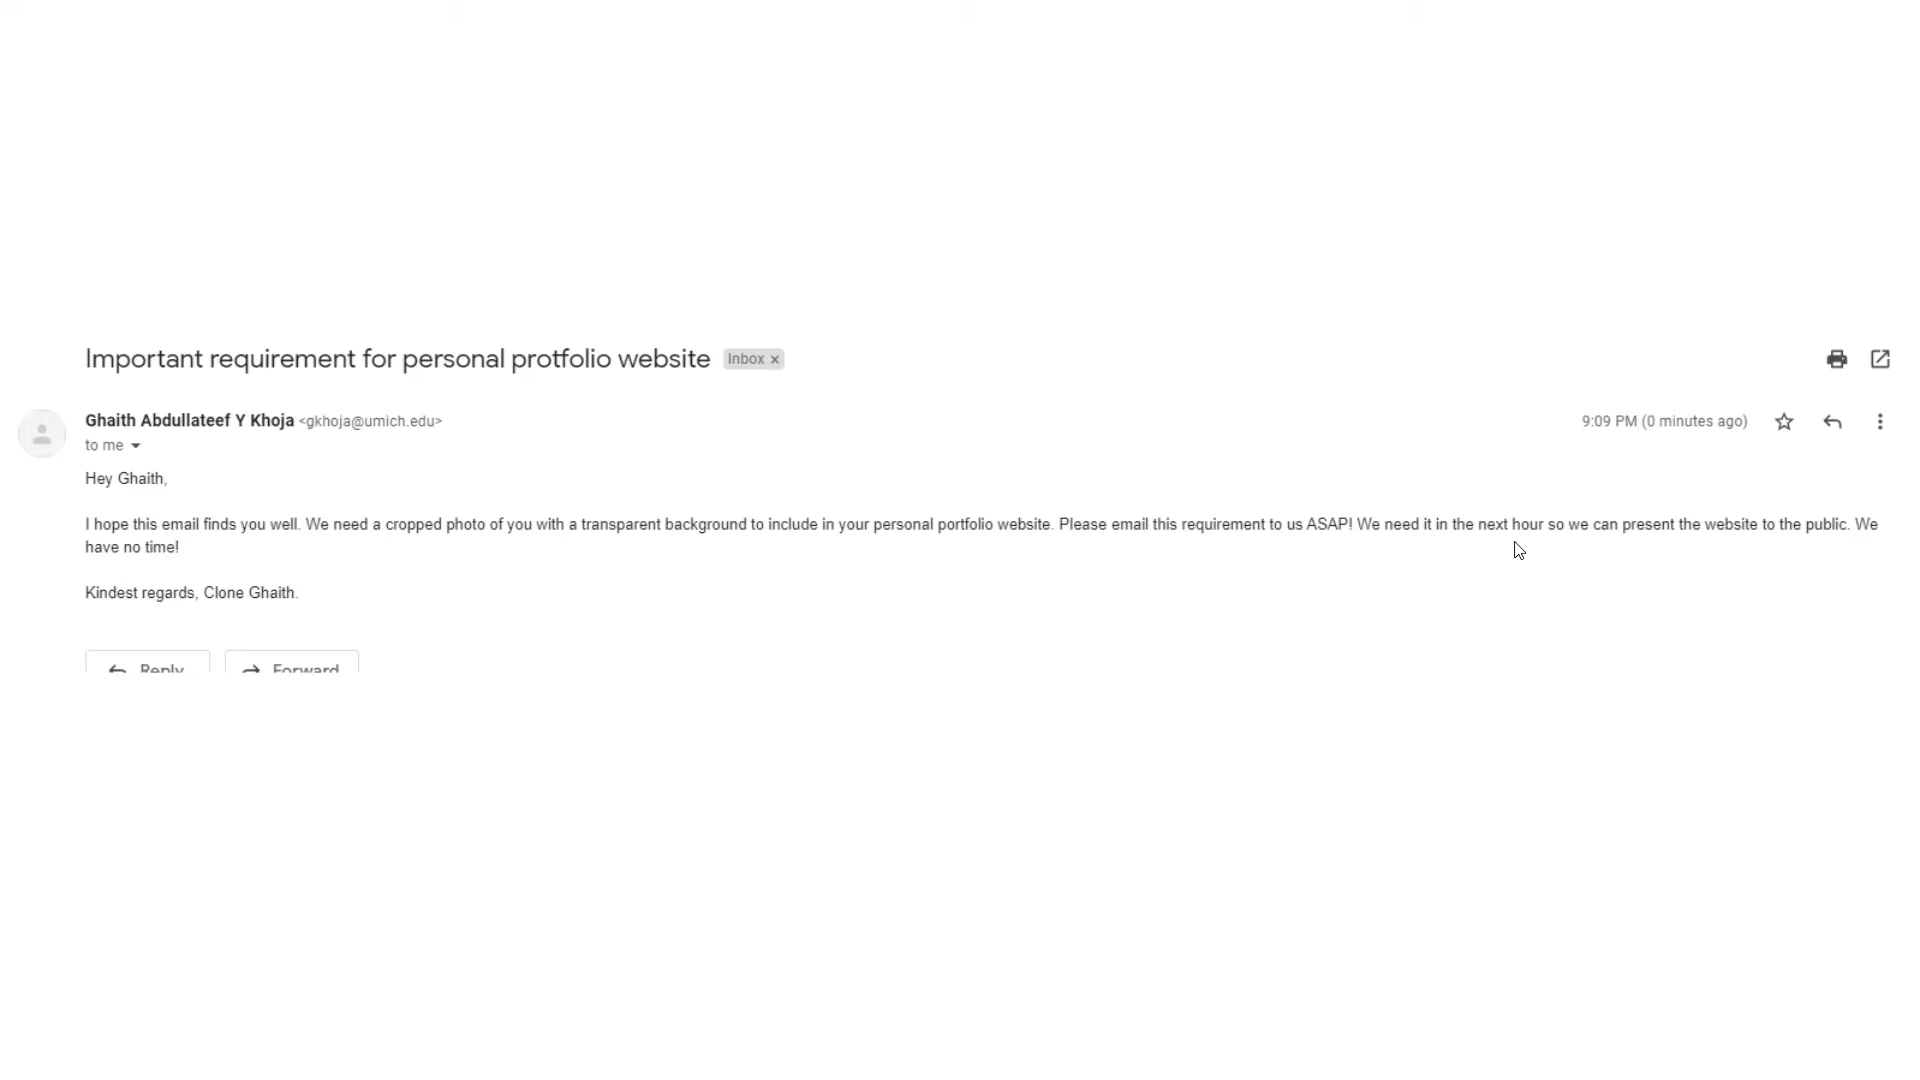 Important requirement for personal protfolio website Inbox x
Ghaith Abdullateef Y Khoja <gkhoja@umich.edu> 9:09 PM (0 minutes ago)
to me
Hey Ghaith,
I hope this email finds you well. We need a cropped photo of you with a transparent background to include in your personal portfolio website. Please email this requirement to us ASAP! We need it in the next hour so we can present the website to the public. We
have no time!
Kindest regards, Clone Ghaith.
Reply Forward